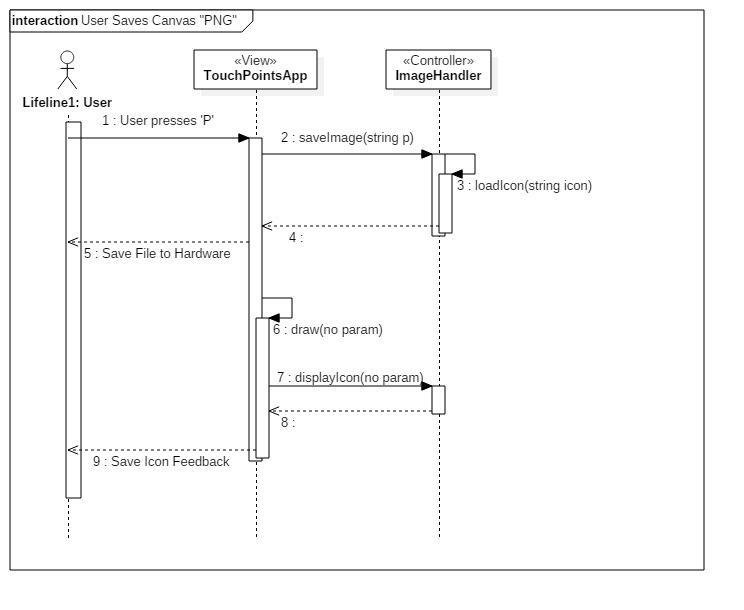 interaction User Saves Canvas "PNG"
«View»
TouchPointsApp
«Controller»
ImageHandler
Lifeline1: User
1 : User presses 'P'
2 : saveImage(string p)
3 : loadIcon(string icon)
4 :
5 : Save File to Hardware
6 : draw(no param)
7 : displayIcon(no param)
8 :
9 : Save Icon Feedback